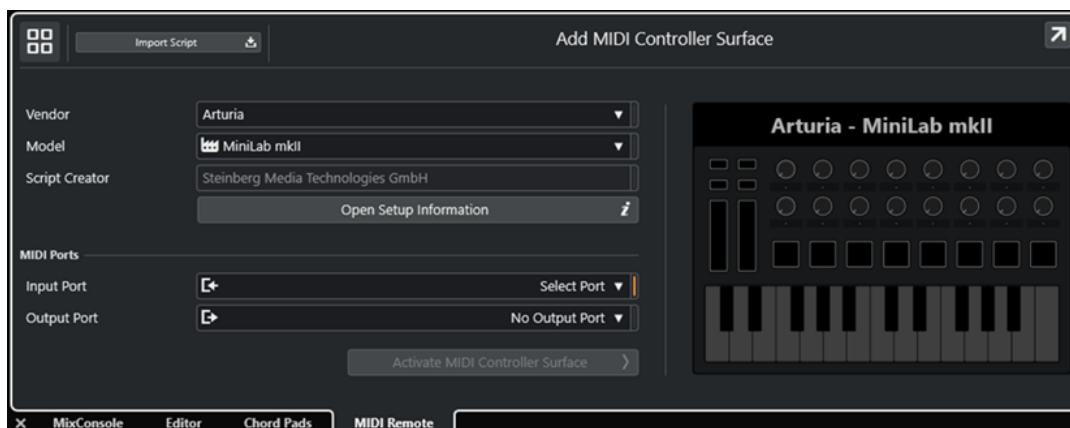 Import Script
Add MIDI Controller Surface
Vendor
Arturia
Model
MiniLab mkII
Script Creator
Steinberg Media Technologies GmbH
Open Setup Information
i
MIDI Ports
Input Port
Select Port
Output Port
No Output Port
Activate MIDI Controller Surface
Arturia - MiniLab mkII
MixConsole
Editor
Chord Pads
MIDI Remote